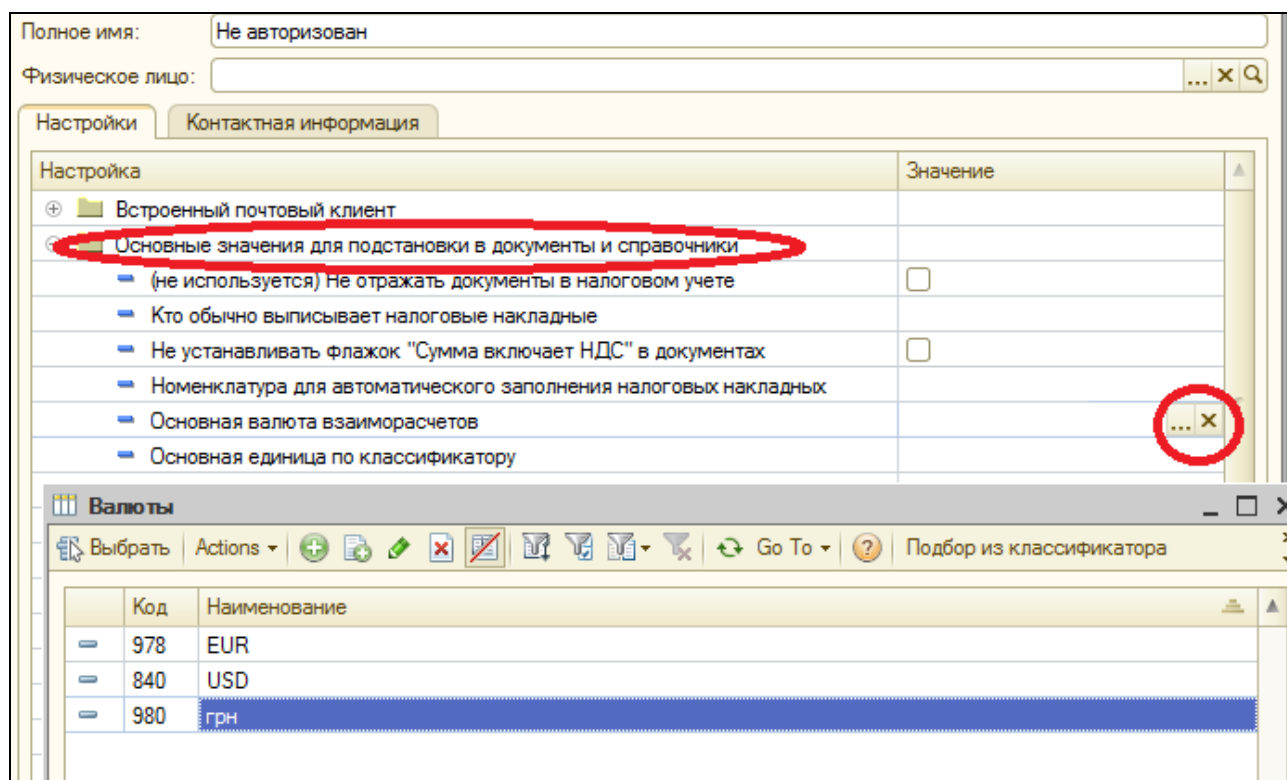 Полное имя: Не авторизован
Физическое лицо: ...
Настройки Контактная информация
Настройка Значение
Встроенный почтовый клиент
Основные значения для подстановки в документы и справочники
(не используется) Не отражать документы в налоговом учете
Кто обычно выписывает налоговые накладные
Не устанавливать флажок "Сумма включает НДС" в документах
Номенклатура для автоматического заполнения налоговых накладных
Основная валюта взаиморасчетов ...
Основная единица по классификатору
Валюты
Выбрать Actions Go To Подбор из классификатора
Код Наименование
978 EUR
840 USD
980 грн